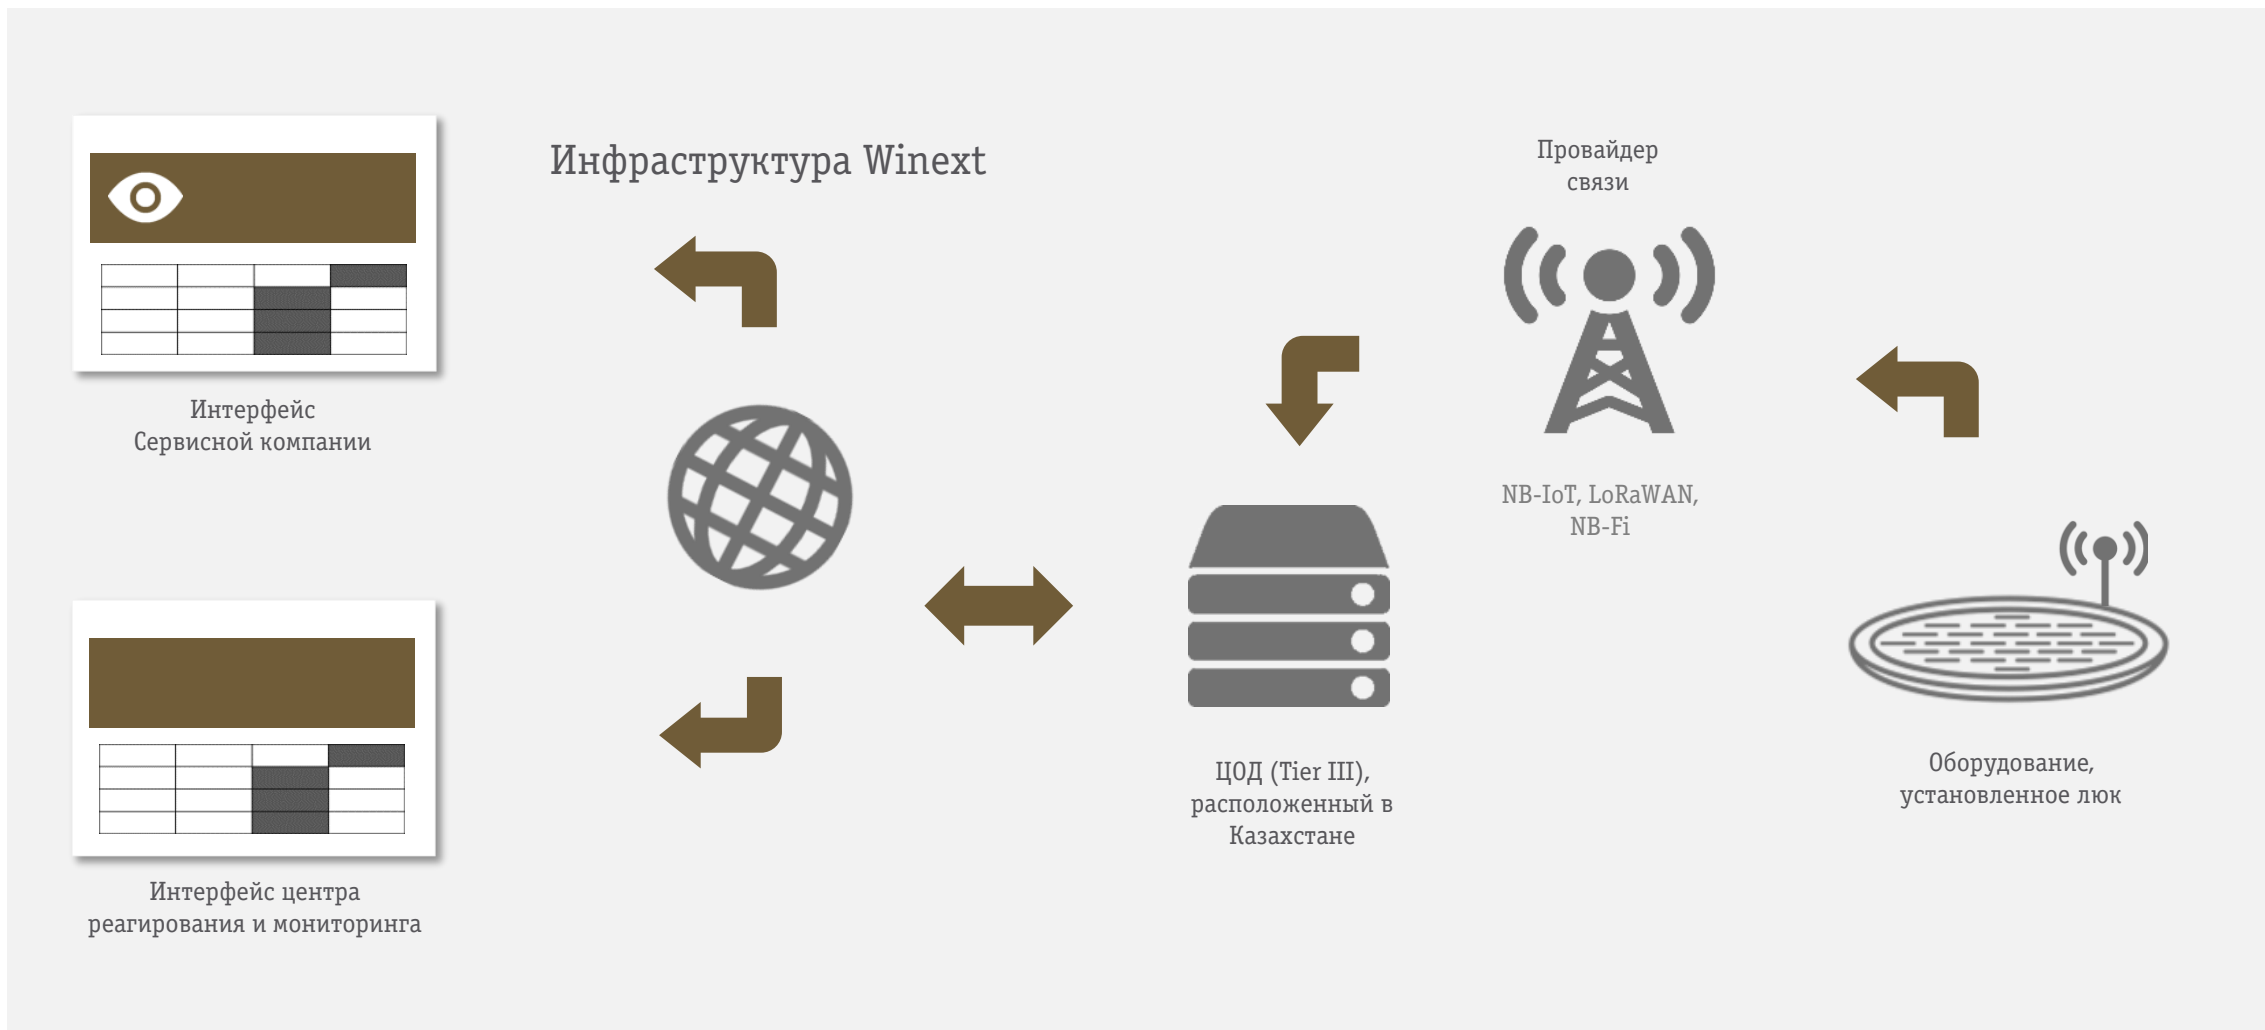 Инфраструктура Winext
Провайдер
связи
Интерфейс
Сервисной компании
NB-IoT, LoRaWAN,
NB-Fi
ЦОД (Tier III),
расположенный в
Казахстане
Оборудование,
установленное люк
Интерфейс центра
реагирования и мониторинга